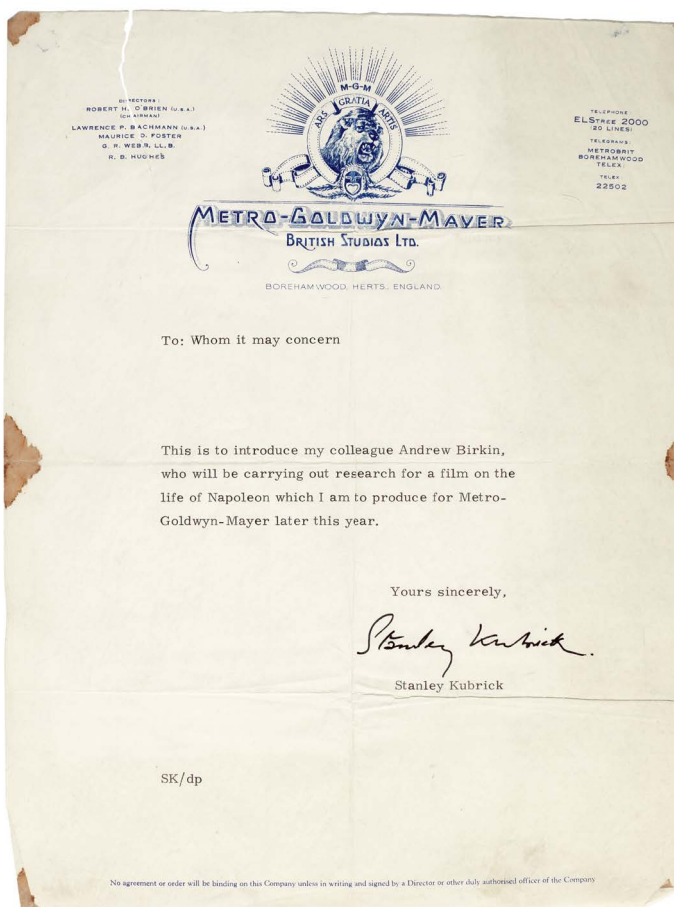 DIRECTORS:
ROBERT H. O'BRIEN (U.S.A.)
(CHAIRMAN)
LAWRENCE P. BACHMANN (U.S.A.)
MAURICE D. FOSTER
G. R. WEBB, LL.B.
R. B. HUGHES
M-G-M
ARS GRATIA ARTIS
TELEPHONE
ELSTREE 2000
(20 LINES)
TELEGRAMS:
METROBRIT
BOREHAMWOOD
TELEX:
TELEX
22502
METRO-GOLDWYN-MAYER
BRITISH STUDIOS LTD.
BOREHAMWOOD, HERTS., ENGLAND.
To: Whom it may concern
This is to introduce my colleague Andrew Birkin,
who will be carrying out research for a film on the
life of Napoleon which I am to produce for Metro-
Goldwyn-Mayer later this year.
Yours sincerely,
Stanley Kubrick.
Stanley Kubrick
SK/dp
No agreement or order will be binding on this Company unless in writing and signed by a Director or other duly authorised officer of the Company